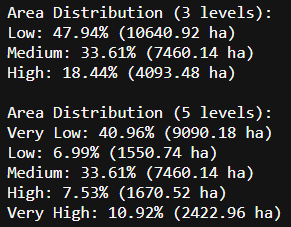 Area Distribution (3 levels):
Low: 47.94% (10640.92 ha)
Medium: 33.61% (7460.14 ha)
High: 18.44% (4093.48 ha)
Area Distribution (5 levels):
Very Low: 40.96% (9090.18 ha)
Low: 6.99% (1550.74 ha)
Medium: 33.61% (7460.14 ha)
High: 7.53% (1670.52 ha)
Very High: 10.92% (2422.96 ha)